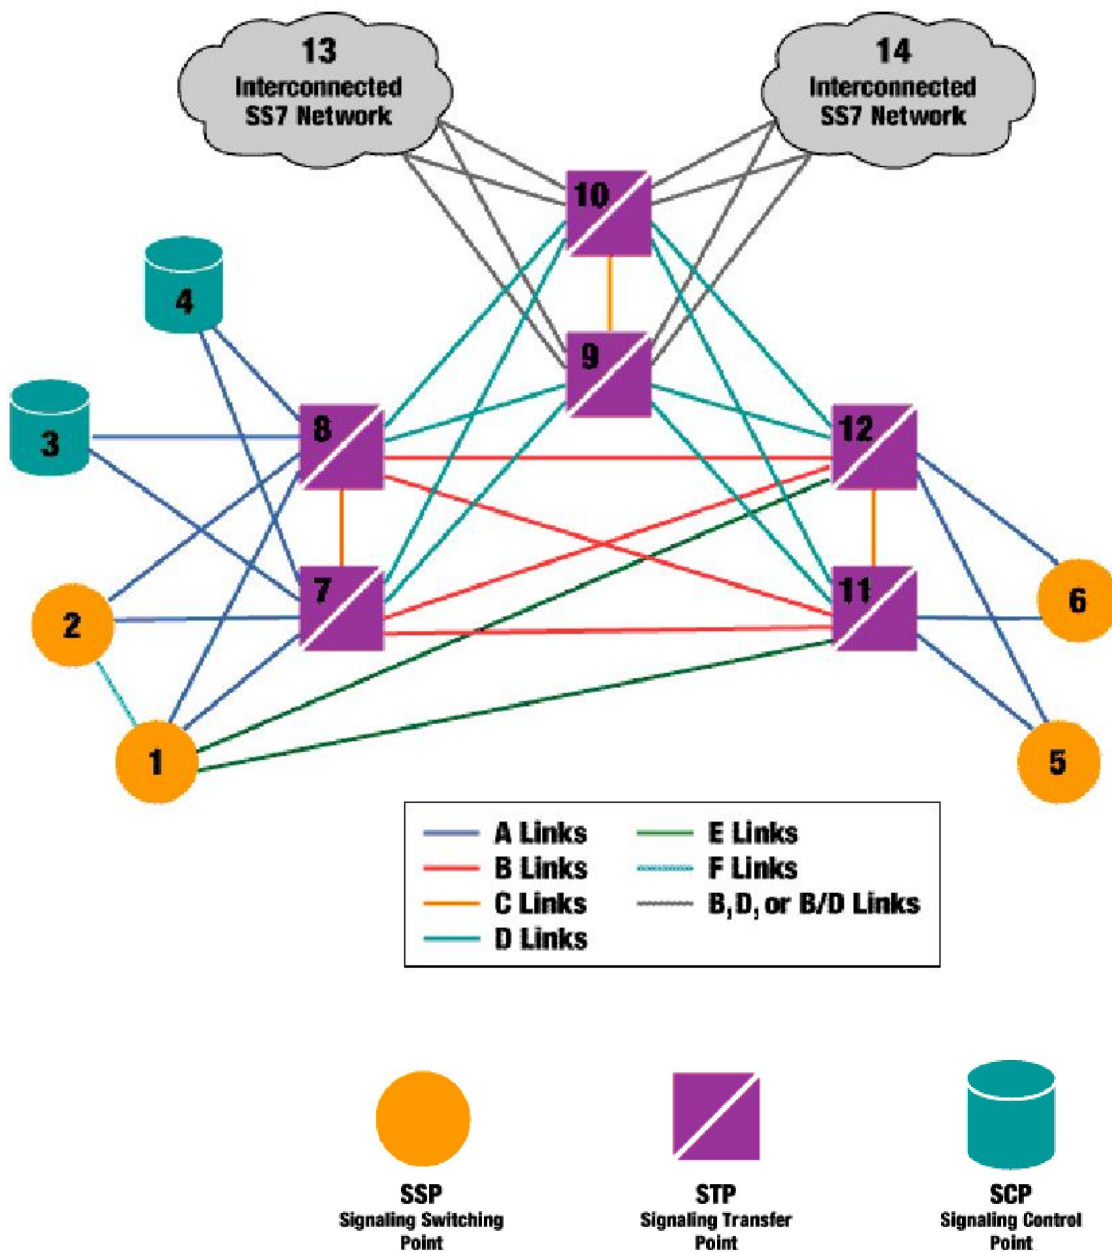 13
Interconnected
SS7 Network
14
Interconnected
SS7 Network
10
4
9
3
8
12
7
11
6
2
1
5
A Links
B Links
C Links
D Links
E Links
F Links
B,D, or B/D Links
SSP
Signaling Switching
Point
STP
Signaling Transfer
Point
SCP
Signaling Control
Point